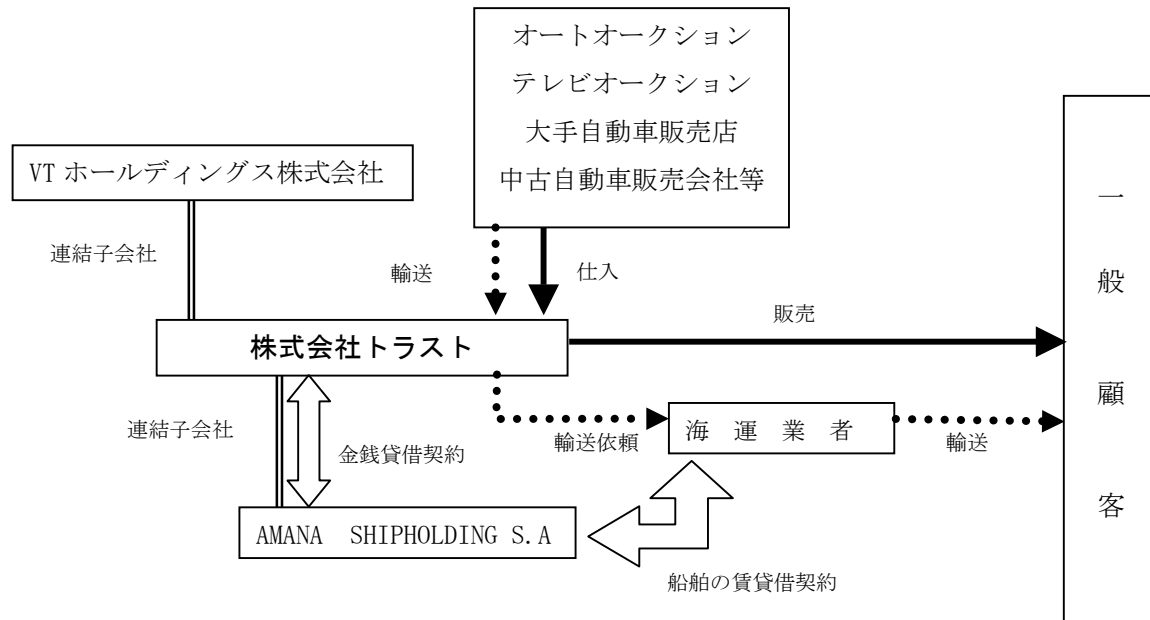 オートオークション
テレビオークション
大手自動車販売店
中古自動車販売会社等
VTホールディングス株式会社
連結子会社
輸送
仕入
株式会社トラスト
販売
一般顧客
連結子会社
金銭貸借契約
輸送依頼
海運業者
輸送
AMANA SHIPHOLDING S.A
船舶の賃貸借契約